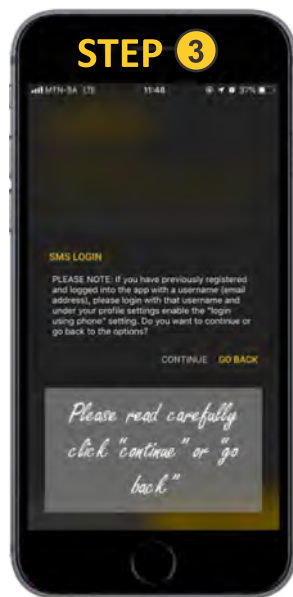 STEP 3
MTN-SA LTE 11:48 37%
SMS LOGIN
PLEASE NOTE: If you have previously registered
and logged into the app with a username (email
address), please login with that username and
under your profile settings enable the "login
using phone" setting. Do you want to continue or
go back to the options?
CONTINUE GO BACK
Please read carefully
click "continue" or "go
back"